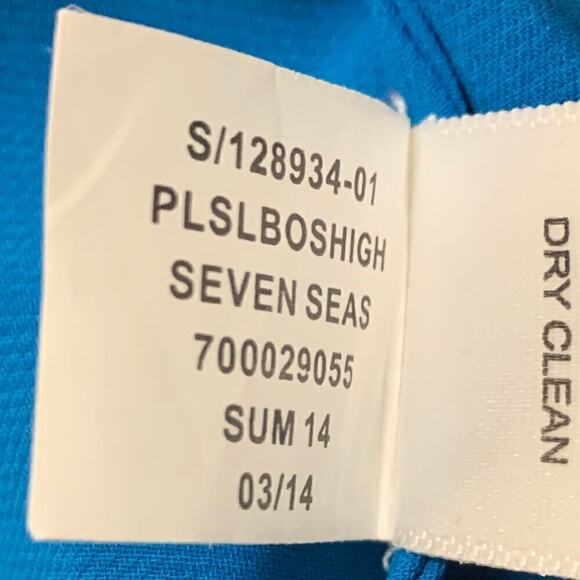 S/128934-01
PLSLBOSHIGH
SEVEN SEAS
700029055
SUM 14
03/14
DRY CLEAN